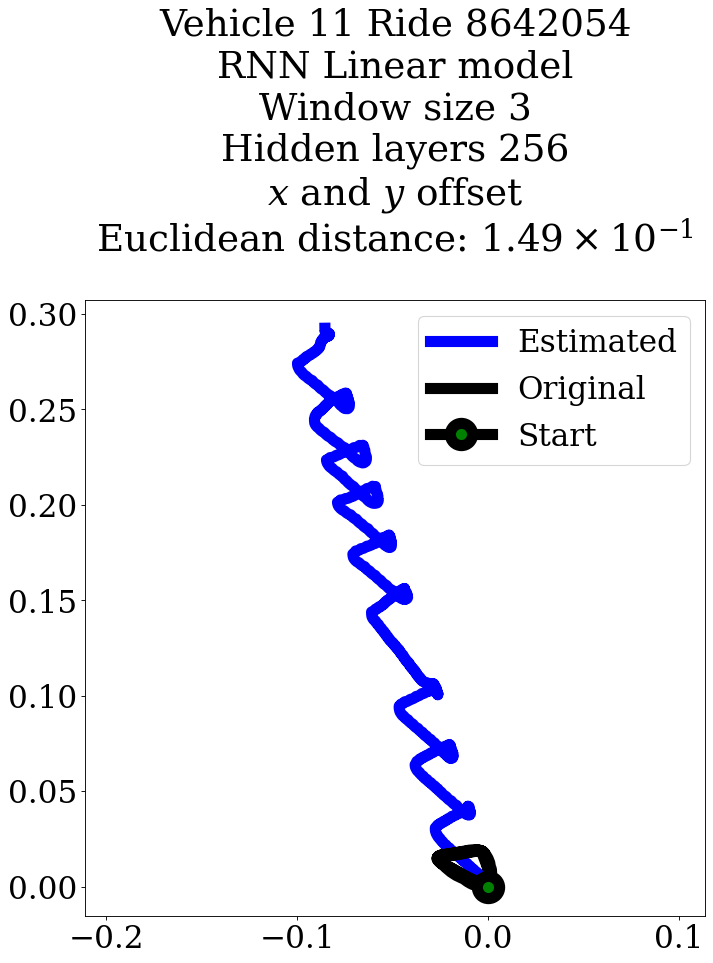 Vehicle 11 Ride 8642054
RNN Linear model
Window size 3
Hidden layers 256
x and y offset
Euclidean distance: 1.49 × 10⁻¹
0.30
0.25
0.20
0.15
0.10
0.05
0.00
Estimated
Original
Start
−0.2
−0.1
0.0
0.1